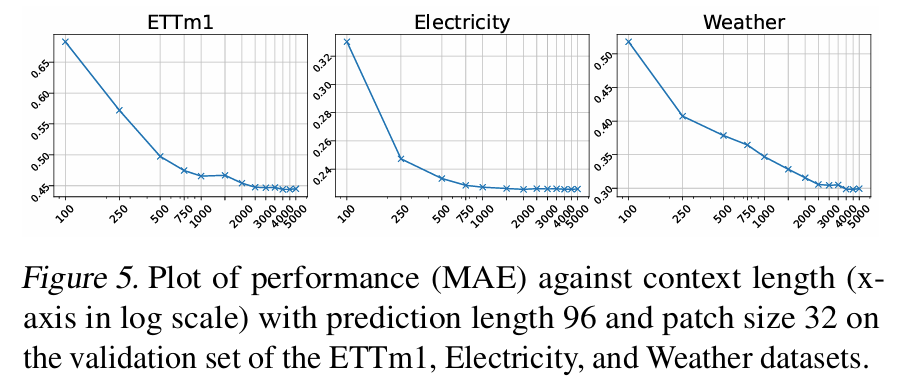 ETTm1 Electricity Weather
0.65 0.60 0.55 0.50 0.45
0.32 0.30 0.28 0.26 0.24
0.50 0.45 0.40 0.35 0.30
100 250 500 750 1000 2000 3000 4000 5000
100 250 500 750 1000 2000 3000 4000 5000
100 250 500 750 1000 2000 3000 4000 5000
Figure 5. Plot of performance (MAE) against context length (x-
axis in log scale) with prediction length 96 and patch size 32 on
the validation set of the ETTm1, Electricity, and Weather datasets.